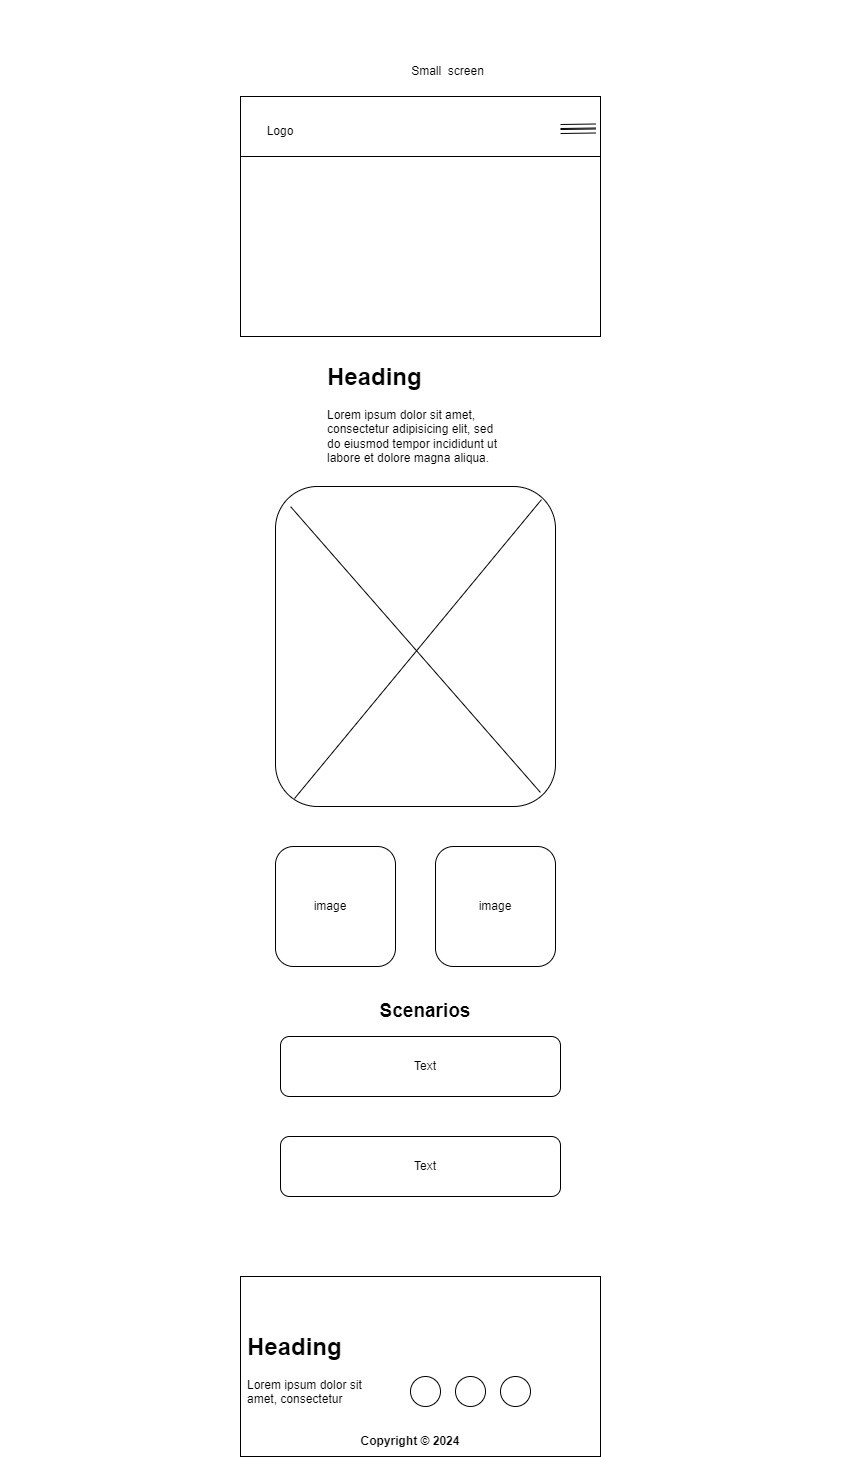 Small  screen
Logo
Heading
Lorem ipsum dolor sit amet,
consectetur adipisicing elit, sed
do eiusmod tempor incididunt ut
labore et dolore magna aliqua.
image
image
Scenarios
Text
Text
Heading
Lorem ipsum dolor sit
amet, consectetur
Copyright © 2024